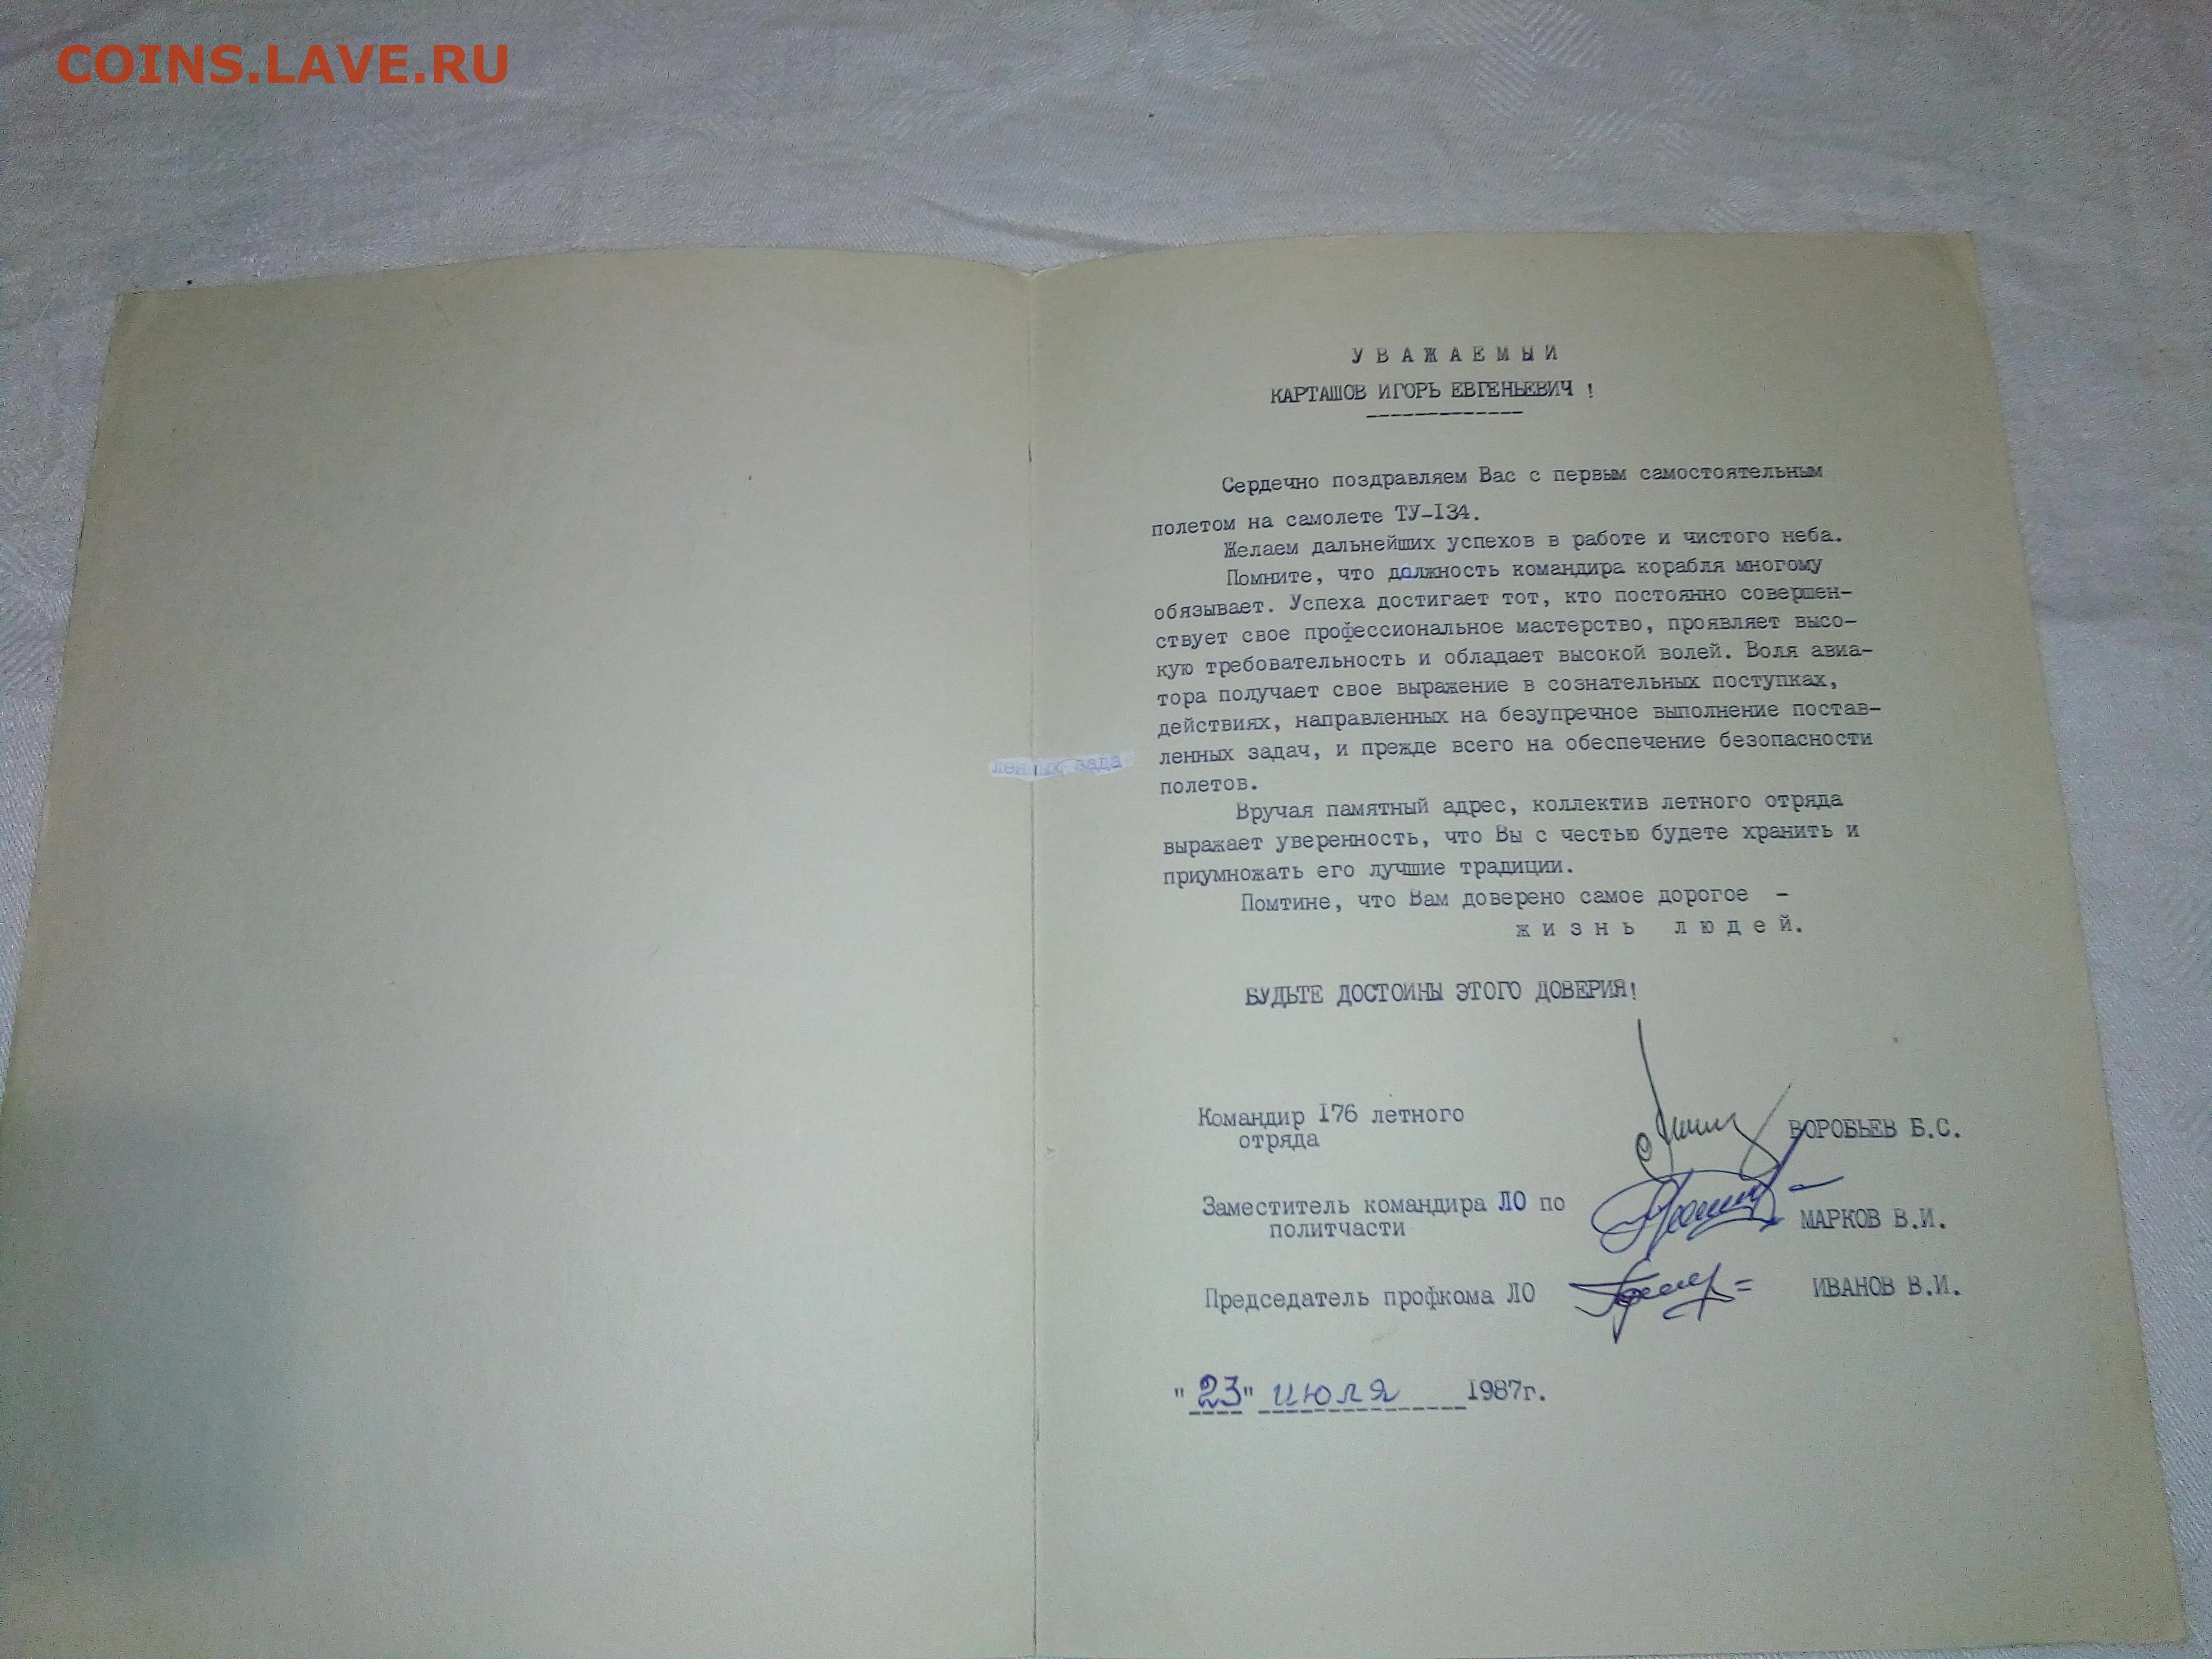 COINS.LAVE.RU
У В А Ж А Е М Ы Й
КАРТАШОВ ИГОРЬ ЕВГЕНЬЕВИЧ !
Сердечно поздравляем Вас с первым самостоятельным
полетом на самолете ТУ-134.
Желаем дальнейших успехов в работе и чистого неба.
Помните, что должность командира корабля многому
обязывает. Успеха достигает тот, кто постоянно совершен-
ствует свое профессиональное мастерство, проявляет высо-
кую требовательность и обладает высокой волей. Воля авиа-
тора получает свое выражение в сознательных поступках,
действиях, направленных на безупречное выполнение постав-
ленных задач, и прежде всего на обеспечение безопасности
полетов.
ленных зада
Вручая памятный адрес, коллектив летного отряда
выражает уверенность, что Вы с честью будете хранить и
приумножать его лучшие традиции.
Помтине, что Вам доверено самое дорогое -
ж и з н ь л ю д е й.
БУДЬТЕ ДОСТОИНЫ ЭТОГО ДОВЕРИЯ!
Командир 176 летного
отряда
ВОРОБЬЕВ Б.С.
Заместитель командира ЛО по
политчасти
МАРКОВ В.И.
Председатель профкома ЛО
ИВАНОВ В.И.
"23" июля 1987г.